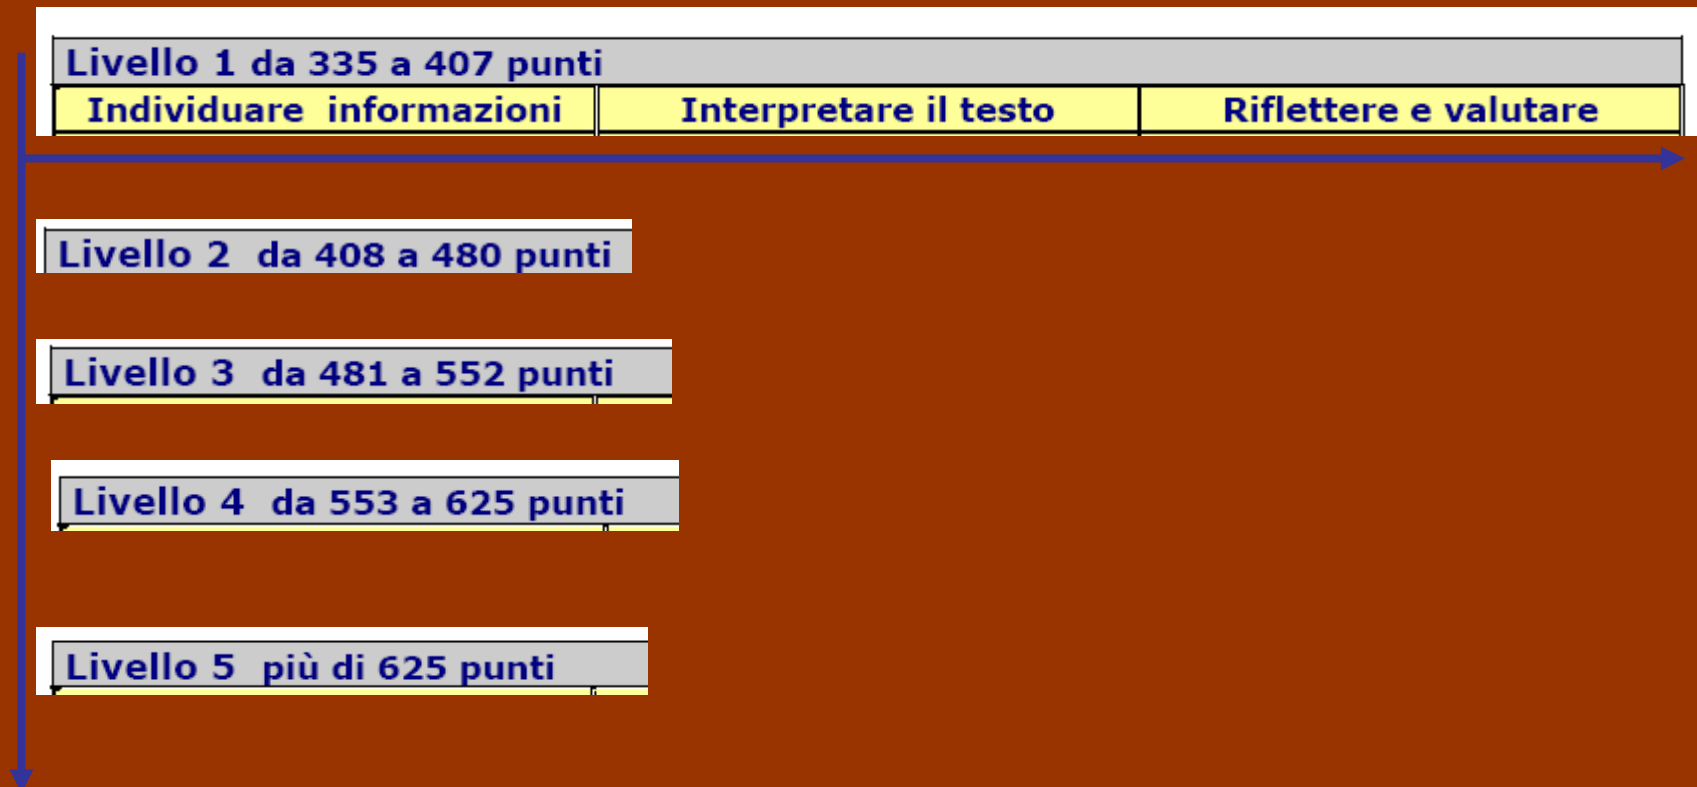 Livello 1 da 335 a 407 punti
Individuare informazioni Interpretare il testo Riflettere e valutare
Livello 2 da 408 a 480 punti
Livello 3 da 481 a 552 punti
Livello 4 da 553 a 625 punti
Livello 5 più di 625 punti